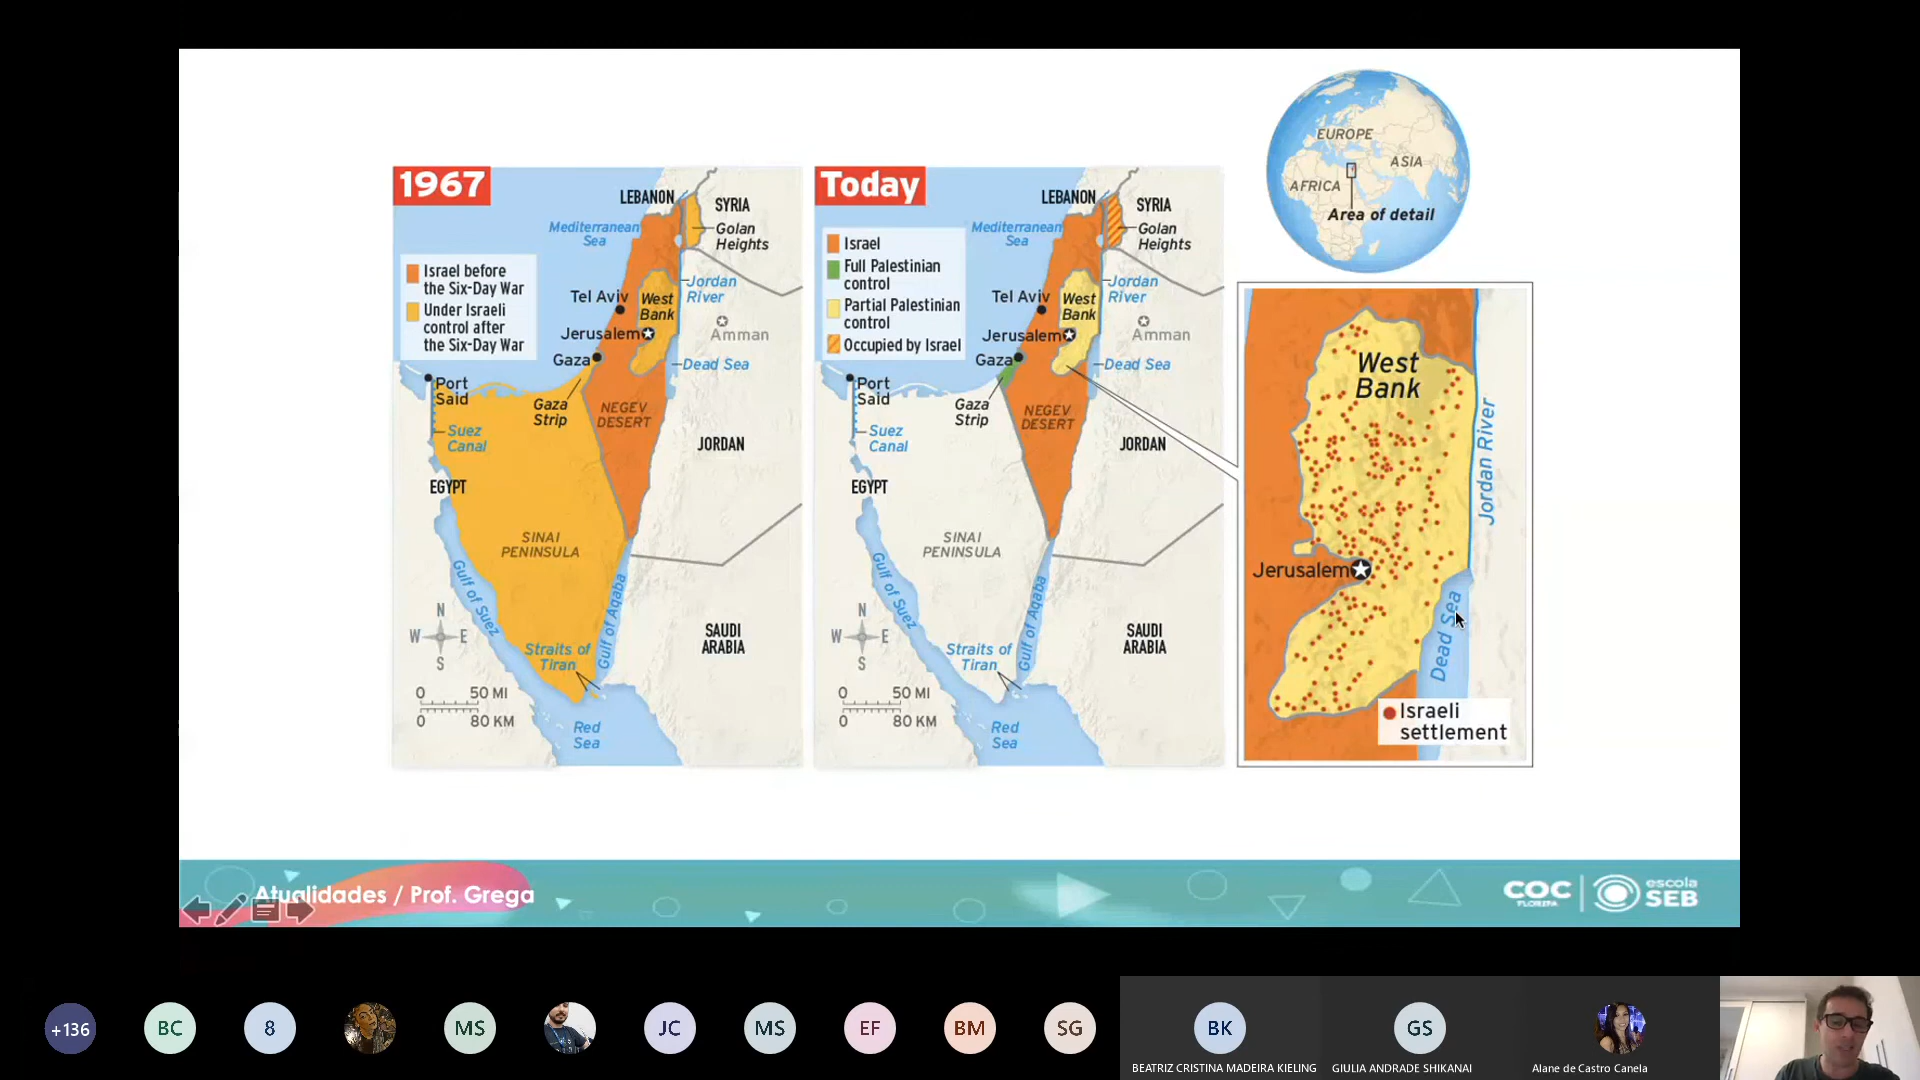 1967
LEBANON
SYRIA
Mediterranean
Sea
Golan
Heights
Israel before
the Six-Day War
Under Israeli
control after
the Six-Day War
Jordan
River
Tel Aviv
West
Bank
Jerusalem
Amman
Gaza
Dead Sea
Port
Said
Gaza
Strip
NEGEV
DESERT
Suez
Canal
JORDAN
EGYPT
SINAI
PENINSULA
Gulf of Suez
Gulf of Aqaba
N
W E
S
Straits of
Tiran
SAUDI
ARABIA
0 50 MI
0 80 KM
Red
Sea
Today
LEBANON
SYRIA
Mediterranean
Sea
Golan
Heights
Israel
Full Palestinian
control
Partial Palestinian
control
Occupied by Israel
Jordan
River
Tel Aviv
West
Bank
Jerusalem
Amman
Gaza
Dead Sea
Port
Said
Gaza
Strip
NEGEV
DESERT
Suez
Canal
JORDAN
EGYPT
SINAI
PENINSULA
Gulf of Suez
Gulf of Aqaba
N
W E
S
Straits of
Tiran
SAUDI
ARABIA
0 50 MI
0 80 KM
Red
Sea
EUROPE
ASIA
AFRICA
Area of detail
West
Bank
Jordan River
Jerusalem
Dead Sea
Israeli
settlement
Atualidades / Prof. Grega
COC
FLORIPA
escola
SEB
+136
BC
8
MS
JC
MS
EF
BM
SG
BK
GS
BEATRIZ CRISTINA MADEIRA KIELING
GIULIA ANDRADE SHIKANAI
Alane de Castro Canela